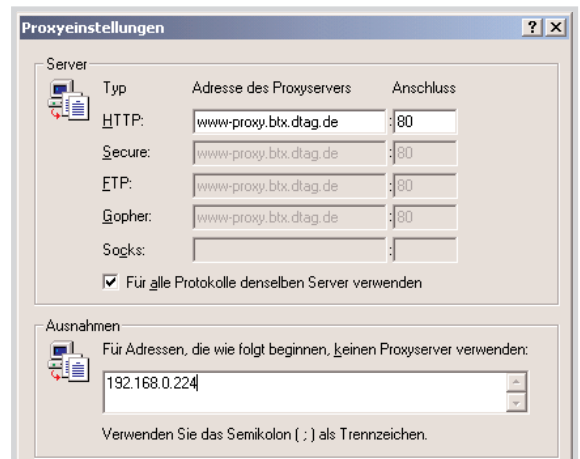 Proxyeinstellungen
Server
Typ Adresse des Proxyservers Anschluss
HTTP: www-proxy.btx.dtag.de : 80
Secure: www-proxy.btx.dtag.de : 80
FTP: www-proxy.btx.dtag.de : 80
Gopher: www-proxy.btx.dtag.de : 80
Socks: :
Für alle Protokolle denselben Server verwenden
Ausnahmen
Für Adressen, die wie folgt beginnen, keinen Proxyserver verwenden:
192.168.0.224
Verwenden Sie das Semikolon ( ; ) als Trennzeichen.